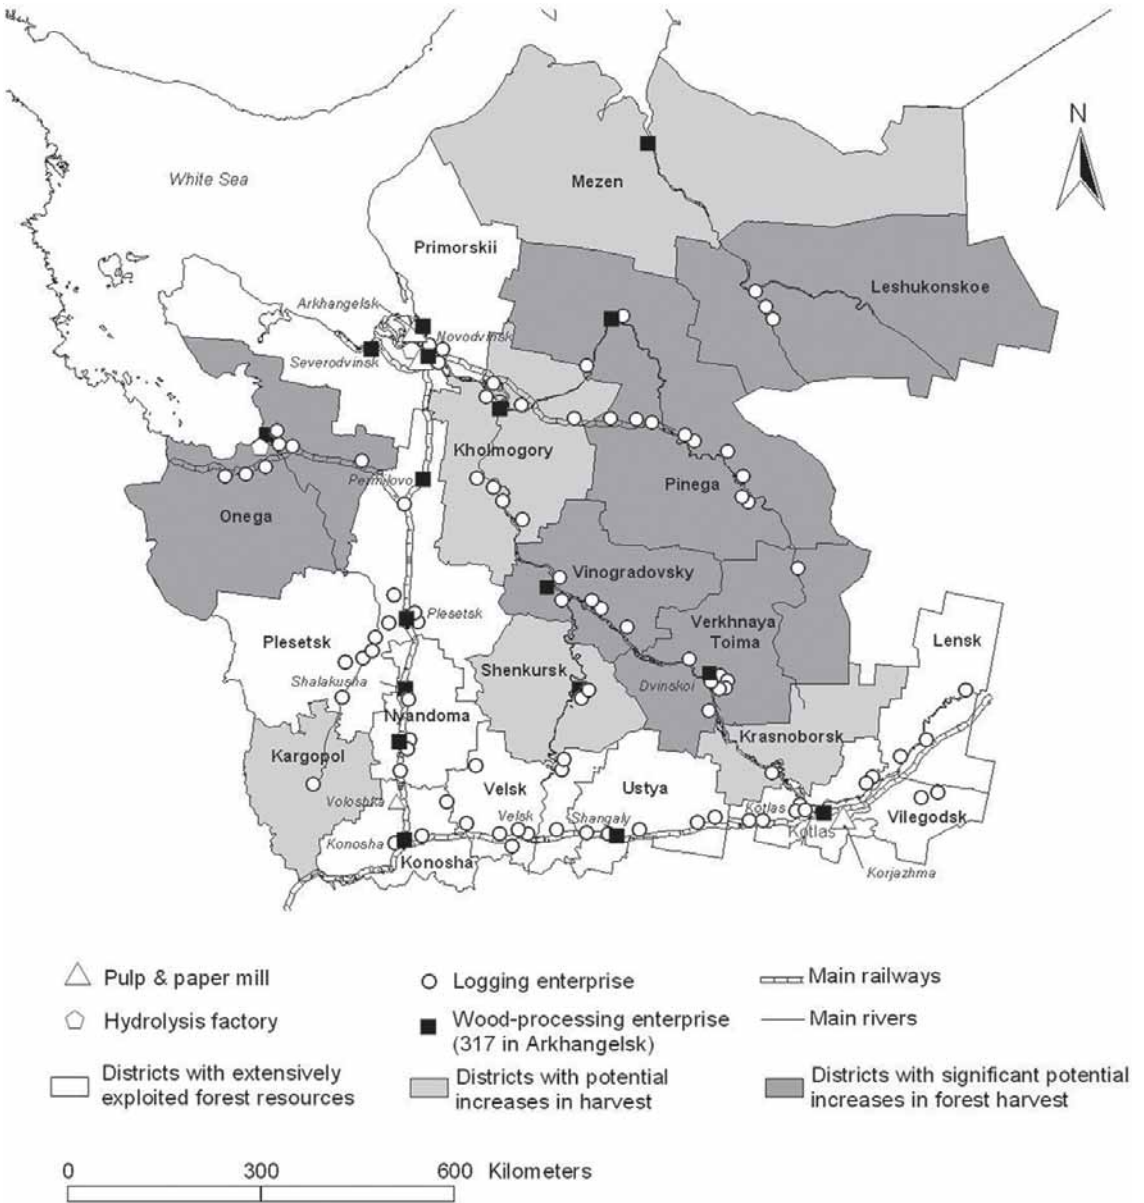 N
White Sea
Mezen
Primorskii
Leshukonskoe
Arkhangelsk
Novodvinsk
Severodvinsk
Kholmogory
Permilovo
Pinega
Onega
Vinogradovsky
Plesetsk
Verkhnaya
Toima
Plesetsk
Lensk
Shenkursk
Shalakusha
Dvinskoi
Nyandoma
Krasnoborsk
Kargopol
Velsk
Ustya
Voloshka
Kotlas
Vilegodsk
Velsk
Shangaly
Kotlas
Konosha
Konosha
Korjazhma
Pulp & paper mill
Logging enterprise
Main railways
Hydrolysis factory
Wood-processing enterprise
(317 in Arkhangelsk)
Main rivers
Districts with extensively
exploited forest resources
Districts with potential
increases in harvest
Districts with significant potential
increases in forest harvest
0 300 600 Kilometers